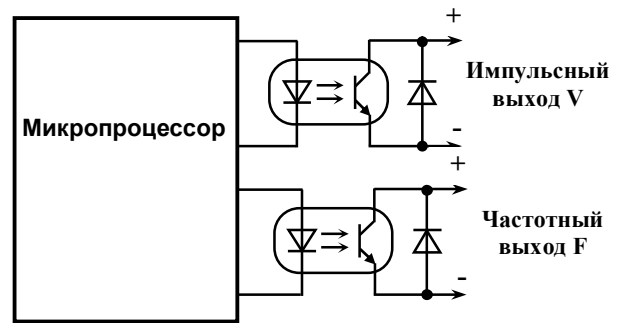 Микропроцессор
+
Импульсный
выход V
-
+
Частотный
выход F
-